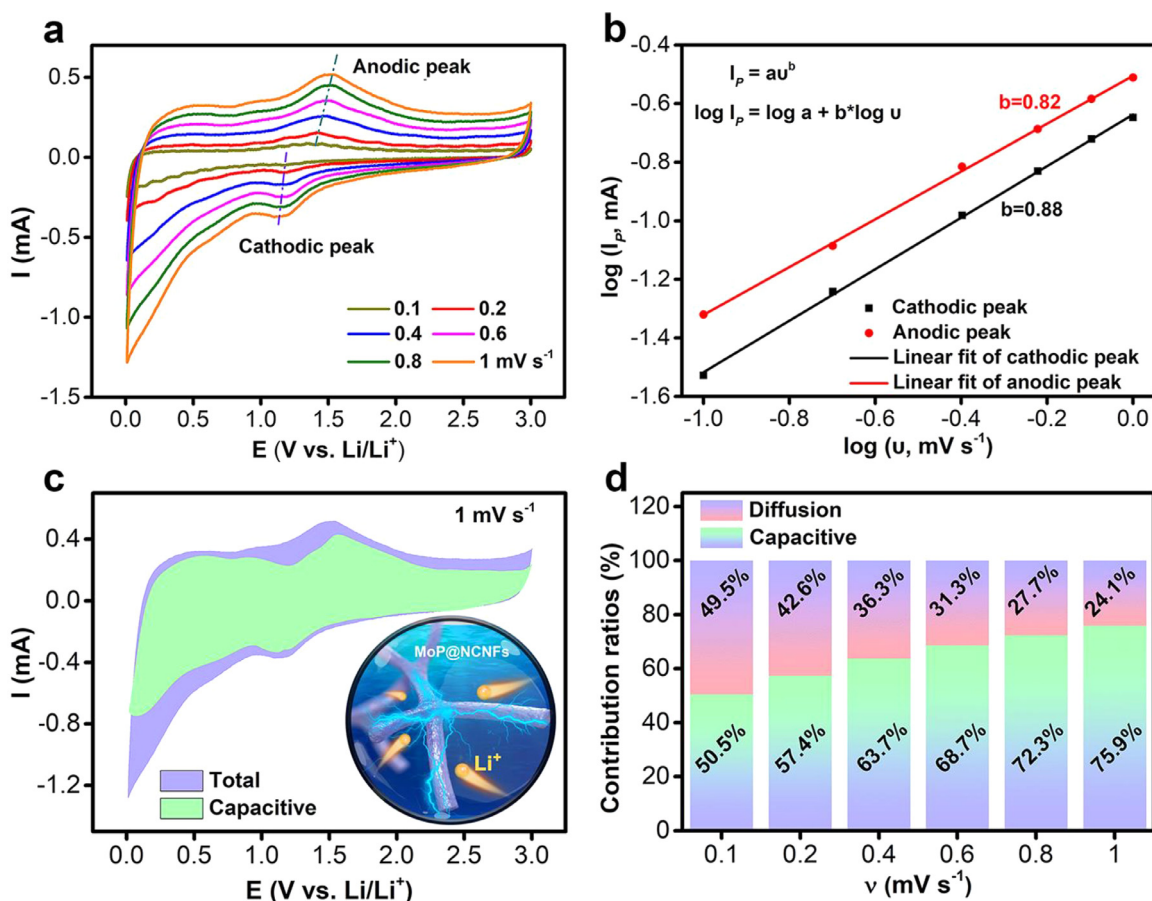 a
I (mA)
0.5
0.0
-0.5
-1.0
-1.5
Anodic peak
Cathodic peak
0.1 0.2
0.4 0.6
0.8 1 mV s⁻¹
0.0 0.5 1.0 1.5 2.0 2.5 3.0
E (V vs. Li/Li⁺)
b
log (I_P, mA)
-0.4
-0.6
-0.8
-1.0
-1.2
-1.4
-1.6
I_P = aυᵇ
log I_P = log a + b*log υ
b=0.82
b=0.88
Cathodic peak
Anodic peak
Linear fit of cathodic peak
Linear fit of anodic peak
-1.0 -0.8 -0.6 -0.4 -0.2 0.0
log (υ, mV s⁻¹)
c
I (mA)
0.4
0.0
-0.4
-0.8
-1.2
1 mV s⁻¹
MoP@NCNFs
Li⁺
Total
Capacitive
0.0 0.5 1.0 1.5 2.0 2.5 3.0
E (V vs. Li/Li⁺)
d
Contribution ratios (%)
120
100
80
60
40
20
0
Diffusion
Capacitive
49.5% 42.6% 36.3% 31.3% 27.7% 24.1%
50.5% 57.4% 63.7% 68.7% 72.3% 75.9%
0.1 0.2 0.4 0.6 0.8 1
ν (mV s⁻¹)